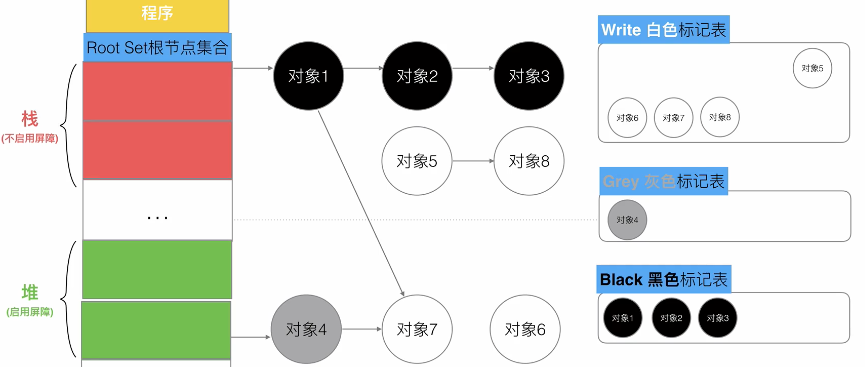 程序
Root Set根节点集合
栈
(不启用屏障)
...
堆
(启用屏障)
对象1
对象2
对象3
对象5
对象8
对象4
对象7
对象6
Write 白色标记表
对象5
对象6
对象7
对象8
Grey 灰色标记表
对象4
Black 黑色标记表
对象1
对象2
对象3